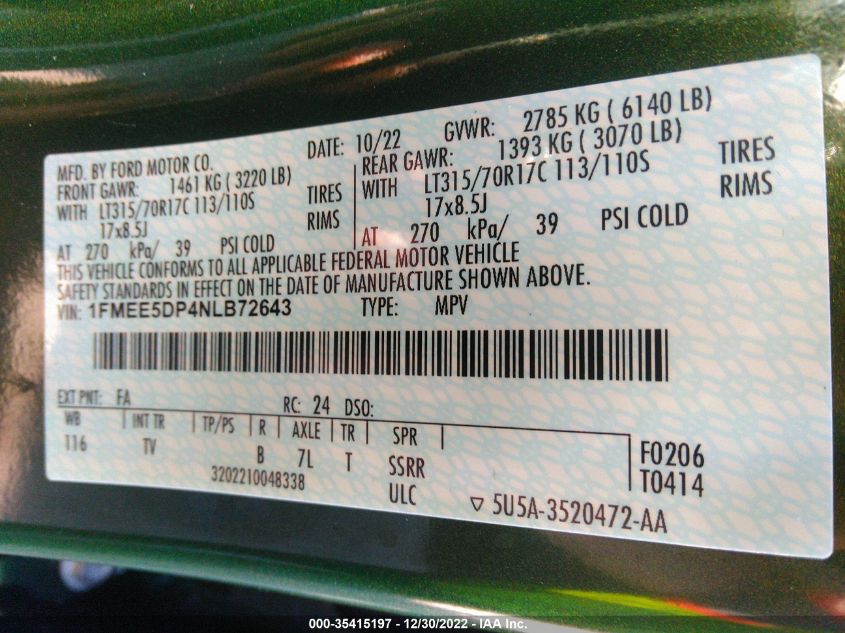 MFD. BY FORD MOTOR CO.
DATE: 10/22 GVWR: 2785 KG ( 6140 LB)
FRONT GAWR: 1461 KG ( 3220 LB)
REAR GAWR: 1393 KG ( 3070 LB)
WITH LT315/70R17C 113/110S TIRES
WITH LT315/70R17C 113/110S TIRES
17x8.5J RIMS
17x8.5J RIMS
AT 270 kPa/ 39 PSI COLD
AT 270 kPa/ 39 PSI COLD
THIS VEHICLE CONFORMS TO ALL APPLICABLE FEDERAL MOTOR VEHICLE
SAFETY STANDARDS IN EFFECT ON THE DATE OF MANUFACTURE SHOWN ABOVE.
VIN: 1FMEE5DP4NLB72643 TYPE: MPV
EXT PNT: FA RC: 24 DSO:
WB INT TR TP/PS R AXLE TR SPR
116 TV B 7L T SSRR
3202210048338 ULC
F0206
T0414
5U5A-3520472-AA
000-35415197 - 12/30/2022 - IAA Inc.